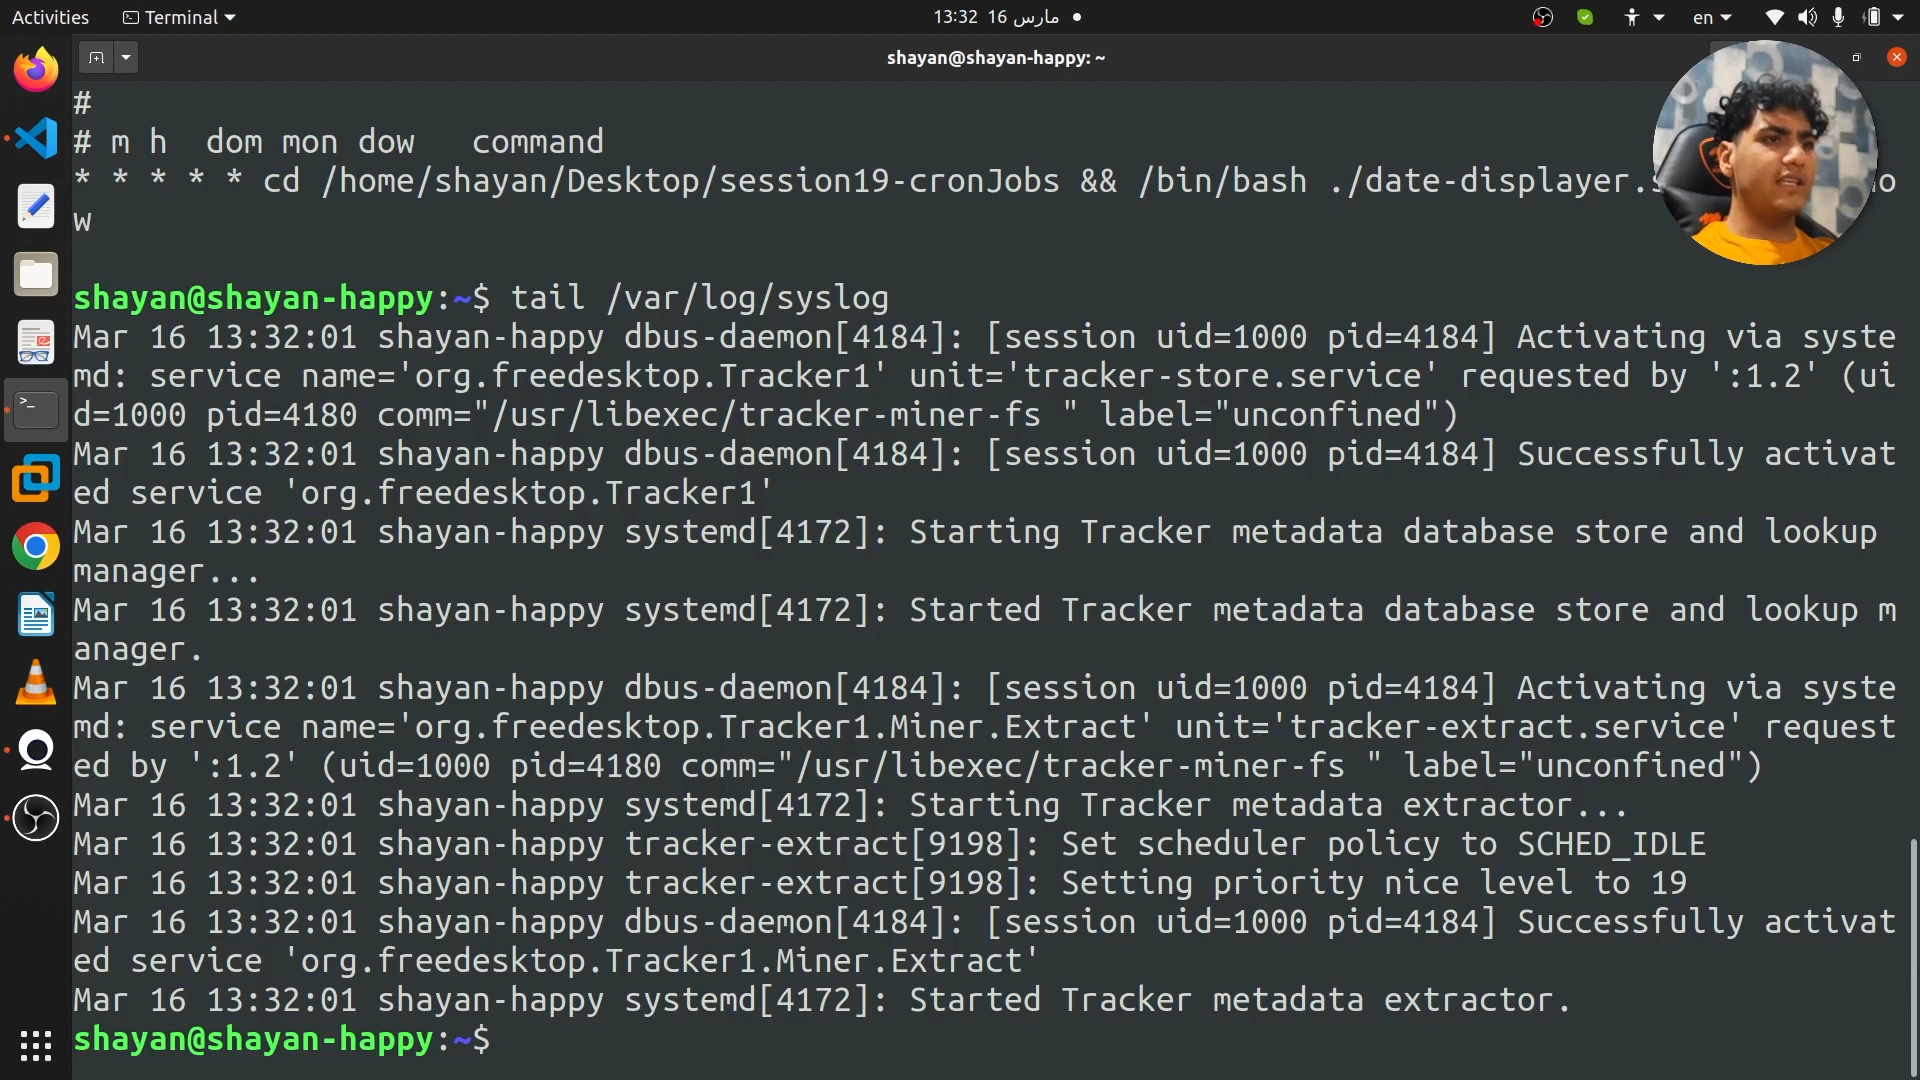 Activities Terminal 13:32 16 مارس en
shayan@shayan-happy: ~
#
# m h  dom mon dow   command
* * * * * cd /home/shayan/Desktop/session19-cronJobs && /bin/bash ./date-displayer.
w
shayan@shayan-happy:~$ tail /var/log/syslog
Mar 16 13:32:01 shayan-happy dbus-daemon[4184]: [session uid=1000 pid=4184] Activating via syste
md: service name='org.freedesktop.Tracker1' unit='tracker-store.service' requested by ':1.2' (ui
d=1000 pid=4180 comm="/usr/libexec/tracker-miner-fs " label="unconfined")
Mar 16 13:32:01 shayan-happy dbus-daemon[4184]: [session uid=1000 pid=4184] Successfully activat
ed service 'org.freedesktop.Tracker1'
Mar 16 13:32:01 shayan-happy systemd[4172]: Starting Tracker metadata database store and lookup
manager...
Mar 16 13:32:01 shayan-happy systemd[4172]: Started Tracker metadata database store and lookup m
anager.
Mar 16 13:32:01 shayan-happy dbus-daemon[4184]: [session uid=1000 pid=4184] Activating via syste
md: service name='org.freedesktop.Tracker1.Miner.Extract' unit='tracker-extract.service' request
ed by ':1.2' (uid=1000 pid=4180 comm="/usr/libexec/tracker-miner-fs " label="unconfined")
Mar 16 13:32:01 shayan-happy systemd[4172]: Starting Tracker metadata extractor...
Mar 16 13:32:01 shayan-happy tracker-extract[9198]: Set scheduler policy to SCHED_IDLE
Mar 16 13:32:01 shayan-happy tracker-extract[9198]: Setting priority nice level to 19
Mar 16 13:32:01 shayan-happy dbus-daemon[4184]: [session uid=1000 pid=4184] Successfully activat
ed service 'org.freedesktop.Tracker1.Miner.Extract'
Mar 16 13:32:01 shayan-happy systemd[4172]: Started Tracker metadata extractor.
shayan@shayan-happy:~$